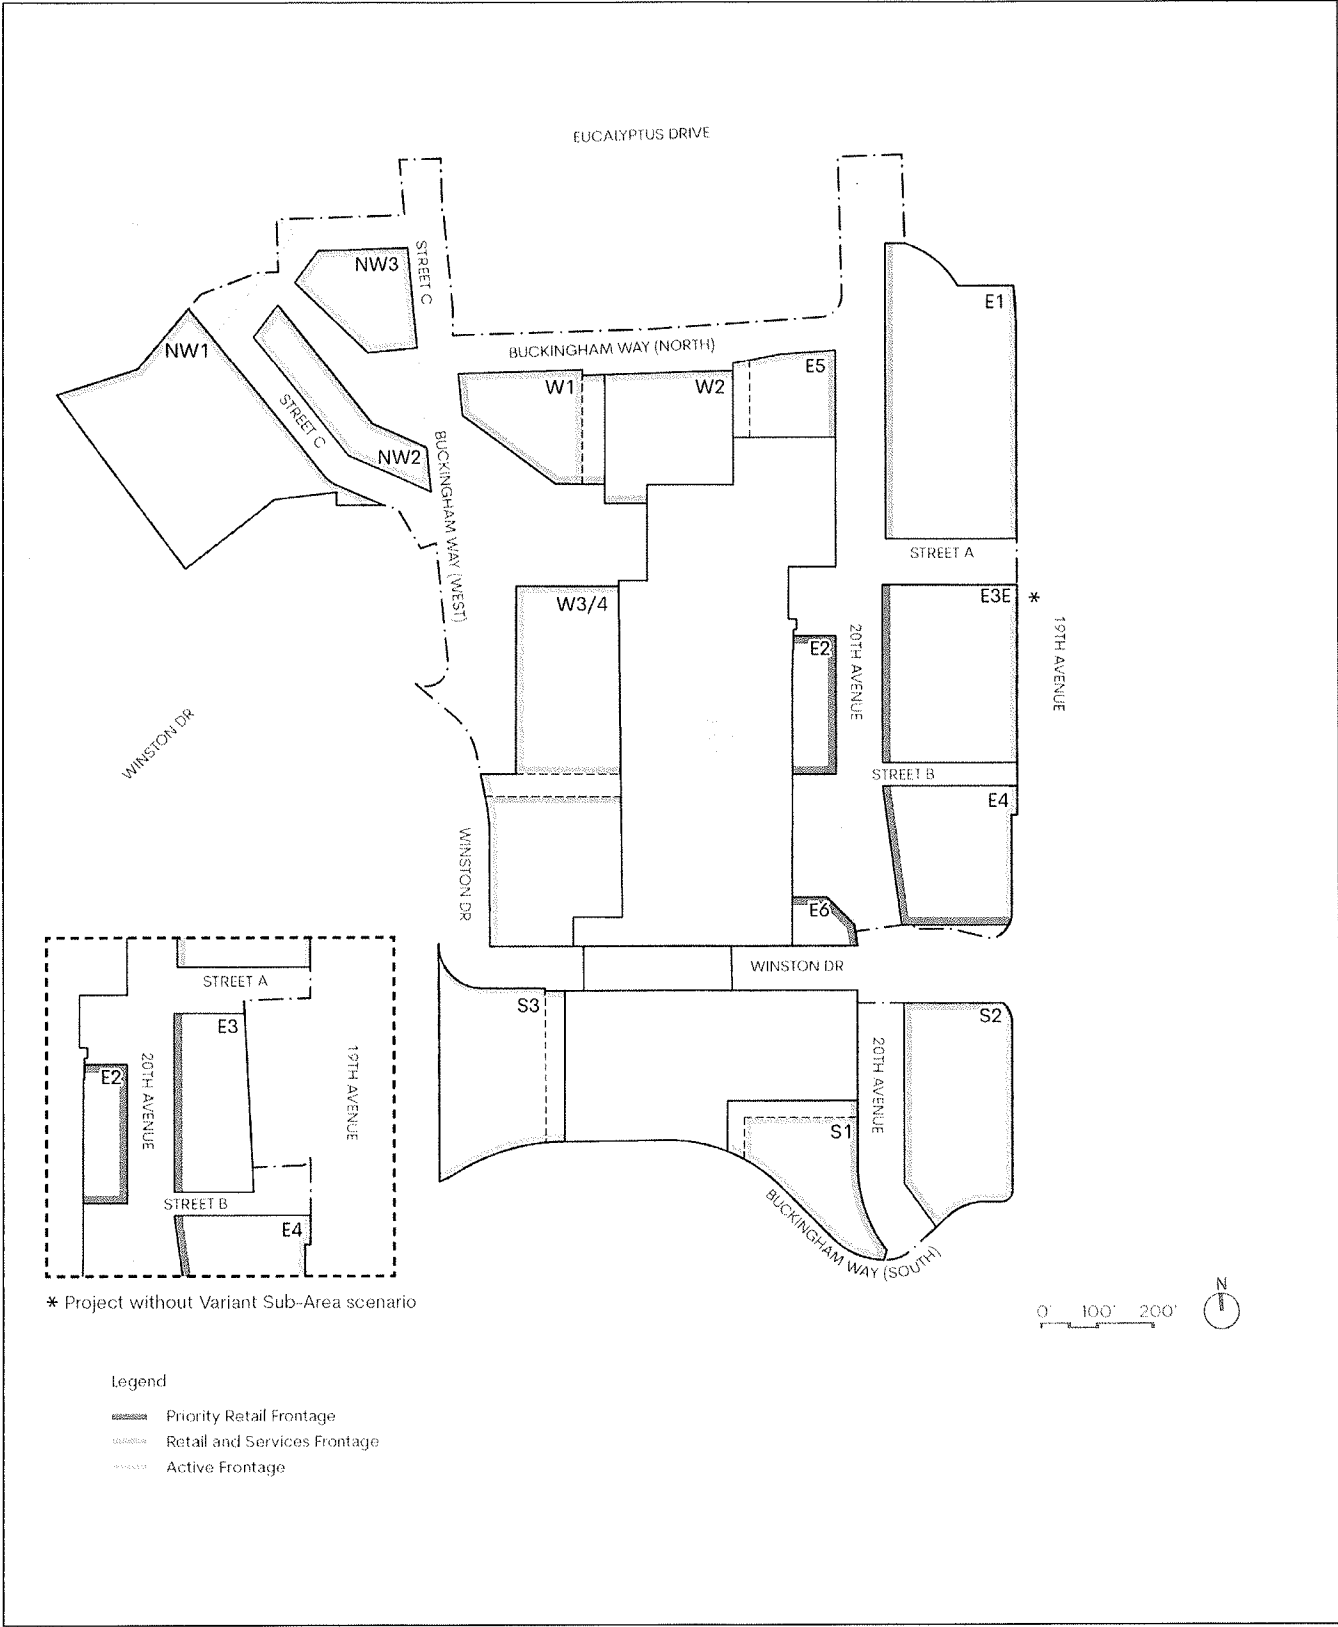 EUCALYPTUS DRIVE
NW3
STREET C
E1
NW1
BUCKINGHAM WAY (NORTH)
E5
W1
W2
STREET C
NW2
BUCKINGHAM WAY (WEST)
STREET A
W3/4
E3E *
E2
20TH AVENUE
19TH AVENUE
WINSTON DR
STREET B
E4
WINSTON DR
E6
WINSTON DR
S3
S2
20TH AVENUE
S1
BUCKINGHAM WAY (SOUTH)
STREET A
E3
E2
20TH AVENUE
19TH AVENUE
STREET B
E4
* Project without Variant Sub-Area scenario
N
0' 100' 200'
Legend
Priority Retail Frontage
Retail and Services Frontage
Active Frontage